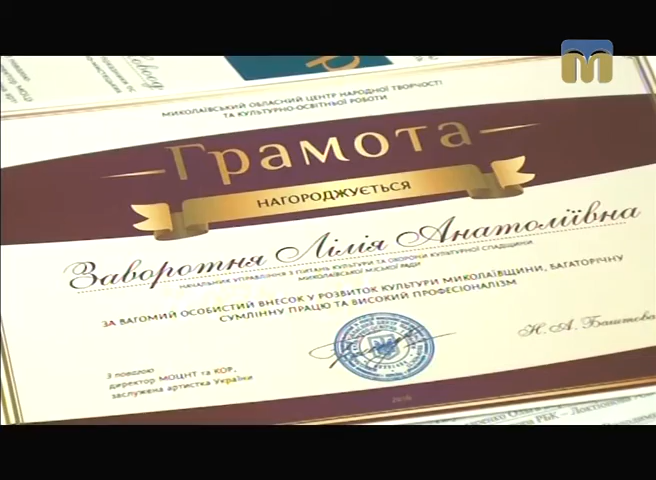 МИКОЛАЇВСЬКИЙ ОБЛАСНИЙ ЦЕНТР НАРОДНОЇ ТВОРЧОСТІ
ТА КУЛЬТУРНО-ОСВІТНЬОЇ РОБОТИ
Грамота
НАГОРОДЖУЄТЬСЯ
Заворотня Лілія Анатоліївна
НАЧАЛЬНИК УПРАВЛІННЯ З ПИТАНЬ КУЛЬТУРИ ТА ОХОРОНИ КУЛЬТУРНОЇ СПАДЩИНИ
МИКОЛАЇВСЬКОЇ МІСЬКОЇ РАДИ
ЗА ВАГОМИЙ ОСОБИСТИЙ ВНЕСОК У РОЗВИТОК КУЛЬТУРИ МИКОЛАЇВЩИНИ, БАГАТОРІЧНУ
СУМЛІННУ ПРАЦЮ ТА ВИСОКИЙ ПРОФЕСІОНАЛІЗМ
З повагою
директор МОЦНТ та КОР,
заслужена артистка України
Н. А. Баштова
2016